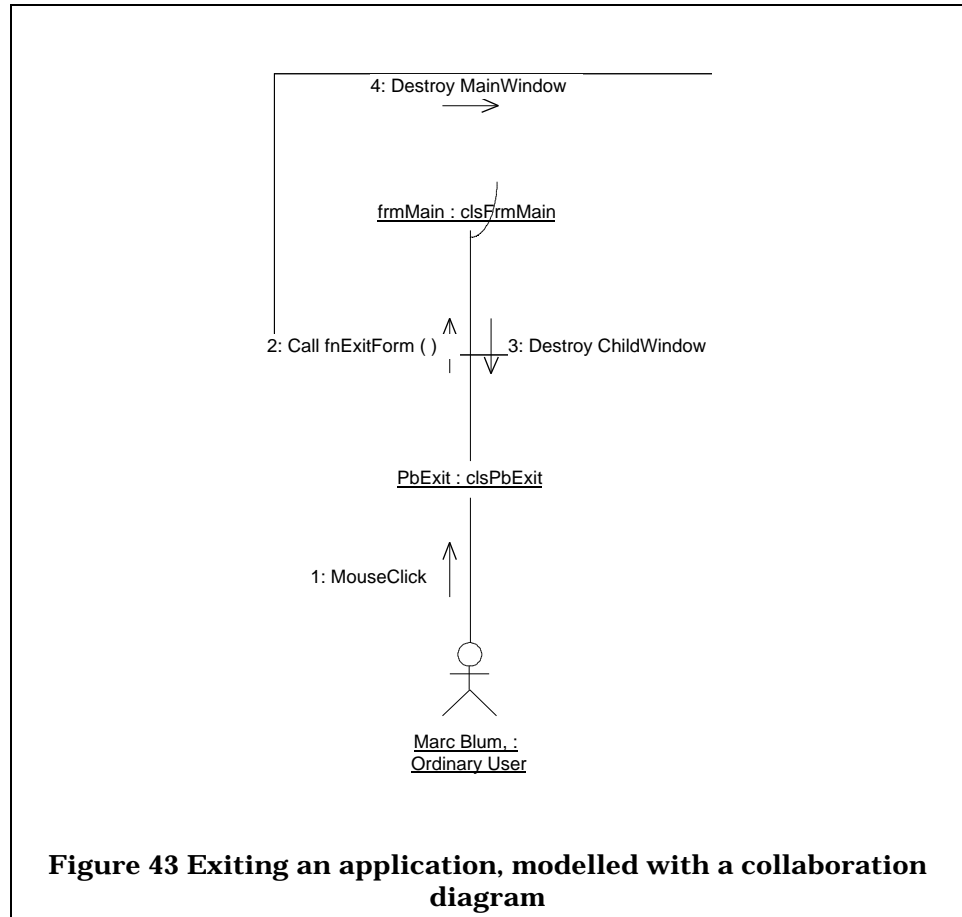 4: Destroy MainWindow
frmMain : clsFrmMain
2: Call fnExitForm ( )
3: Destroy ChildWindow
PbExit : clsPbExit
1: MouseClick
Marc Blum, :
Ordinary User
Figure 43 Exiting an application, modelled with a collaboration
diagram